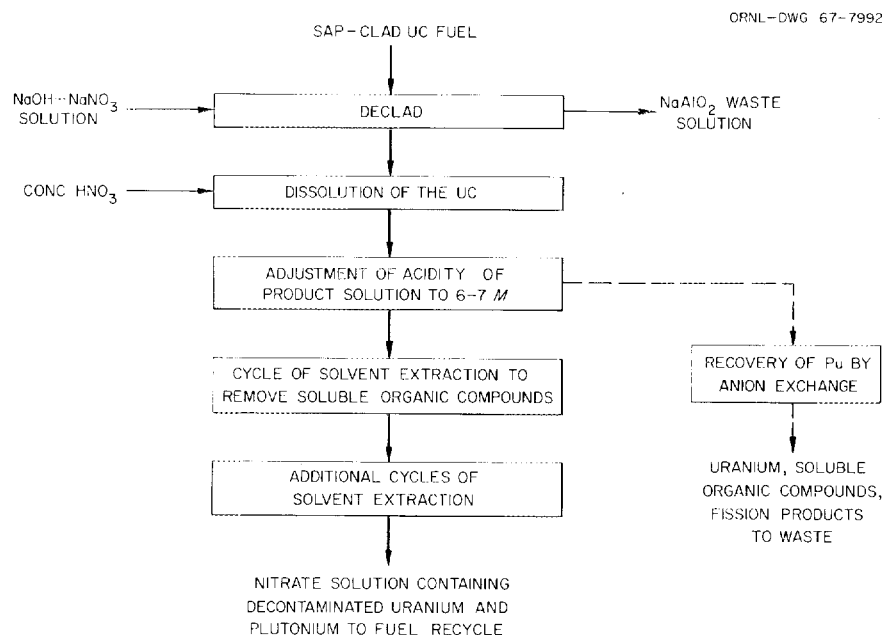 ORNL-DWG 67-7992
SAP-CLAD UC FUEL
NaOH-NaNO3
SOLUTION
DECLAD
NaAlO2 WASTE
SOLUTION
CONC HNO3
DISSOLUTION OF THE UC
ADJUSTMENT OF ACIDITY OF
PRODUCT SOLUTION TO 6-7 M
CYCLE OF SOLVENT EXTRACTION TO
REMOVE SOLUBLE ORGANIC COMPOUNDS
RECOVERY OF Pu BY
ANION EXCHANGE
ADDITIONAL CYCLES OF
SOLVENT EXTRACTION
URANIUM, SOLUBLE
ORGANIC COMPOUNDS,
FISSION PRODUCTS
TO WASTE
NITRATE SOLUTION CONTAINING
DECONTAMINATED URANIUM AND
PLUTONIUM TO FUEL RECYCLE